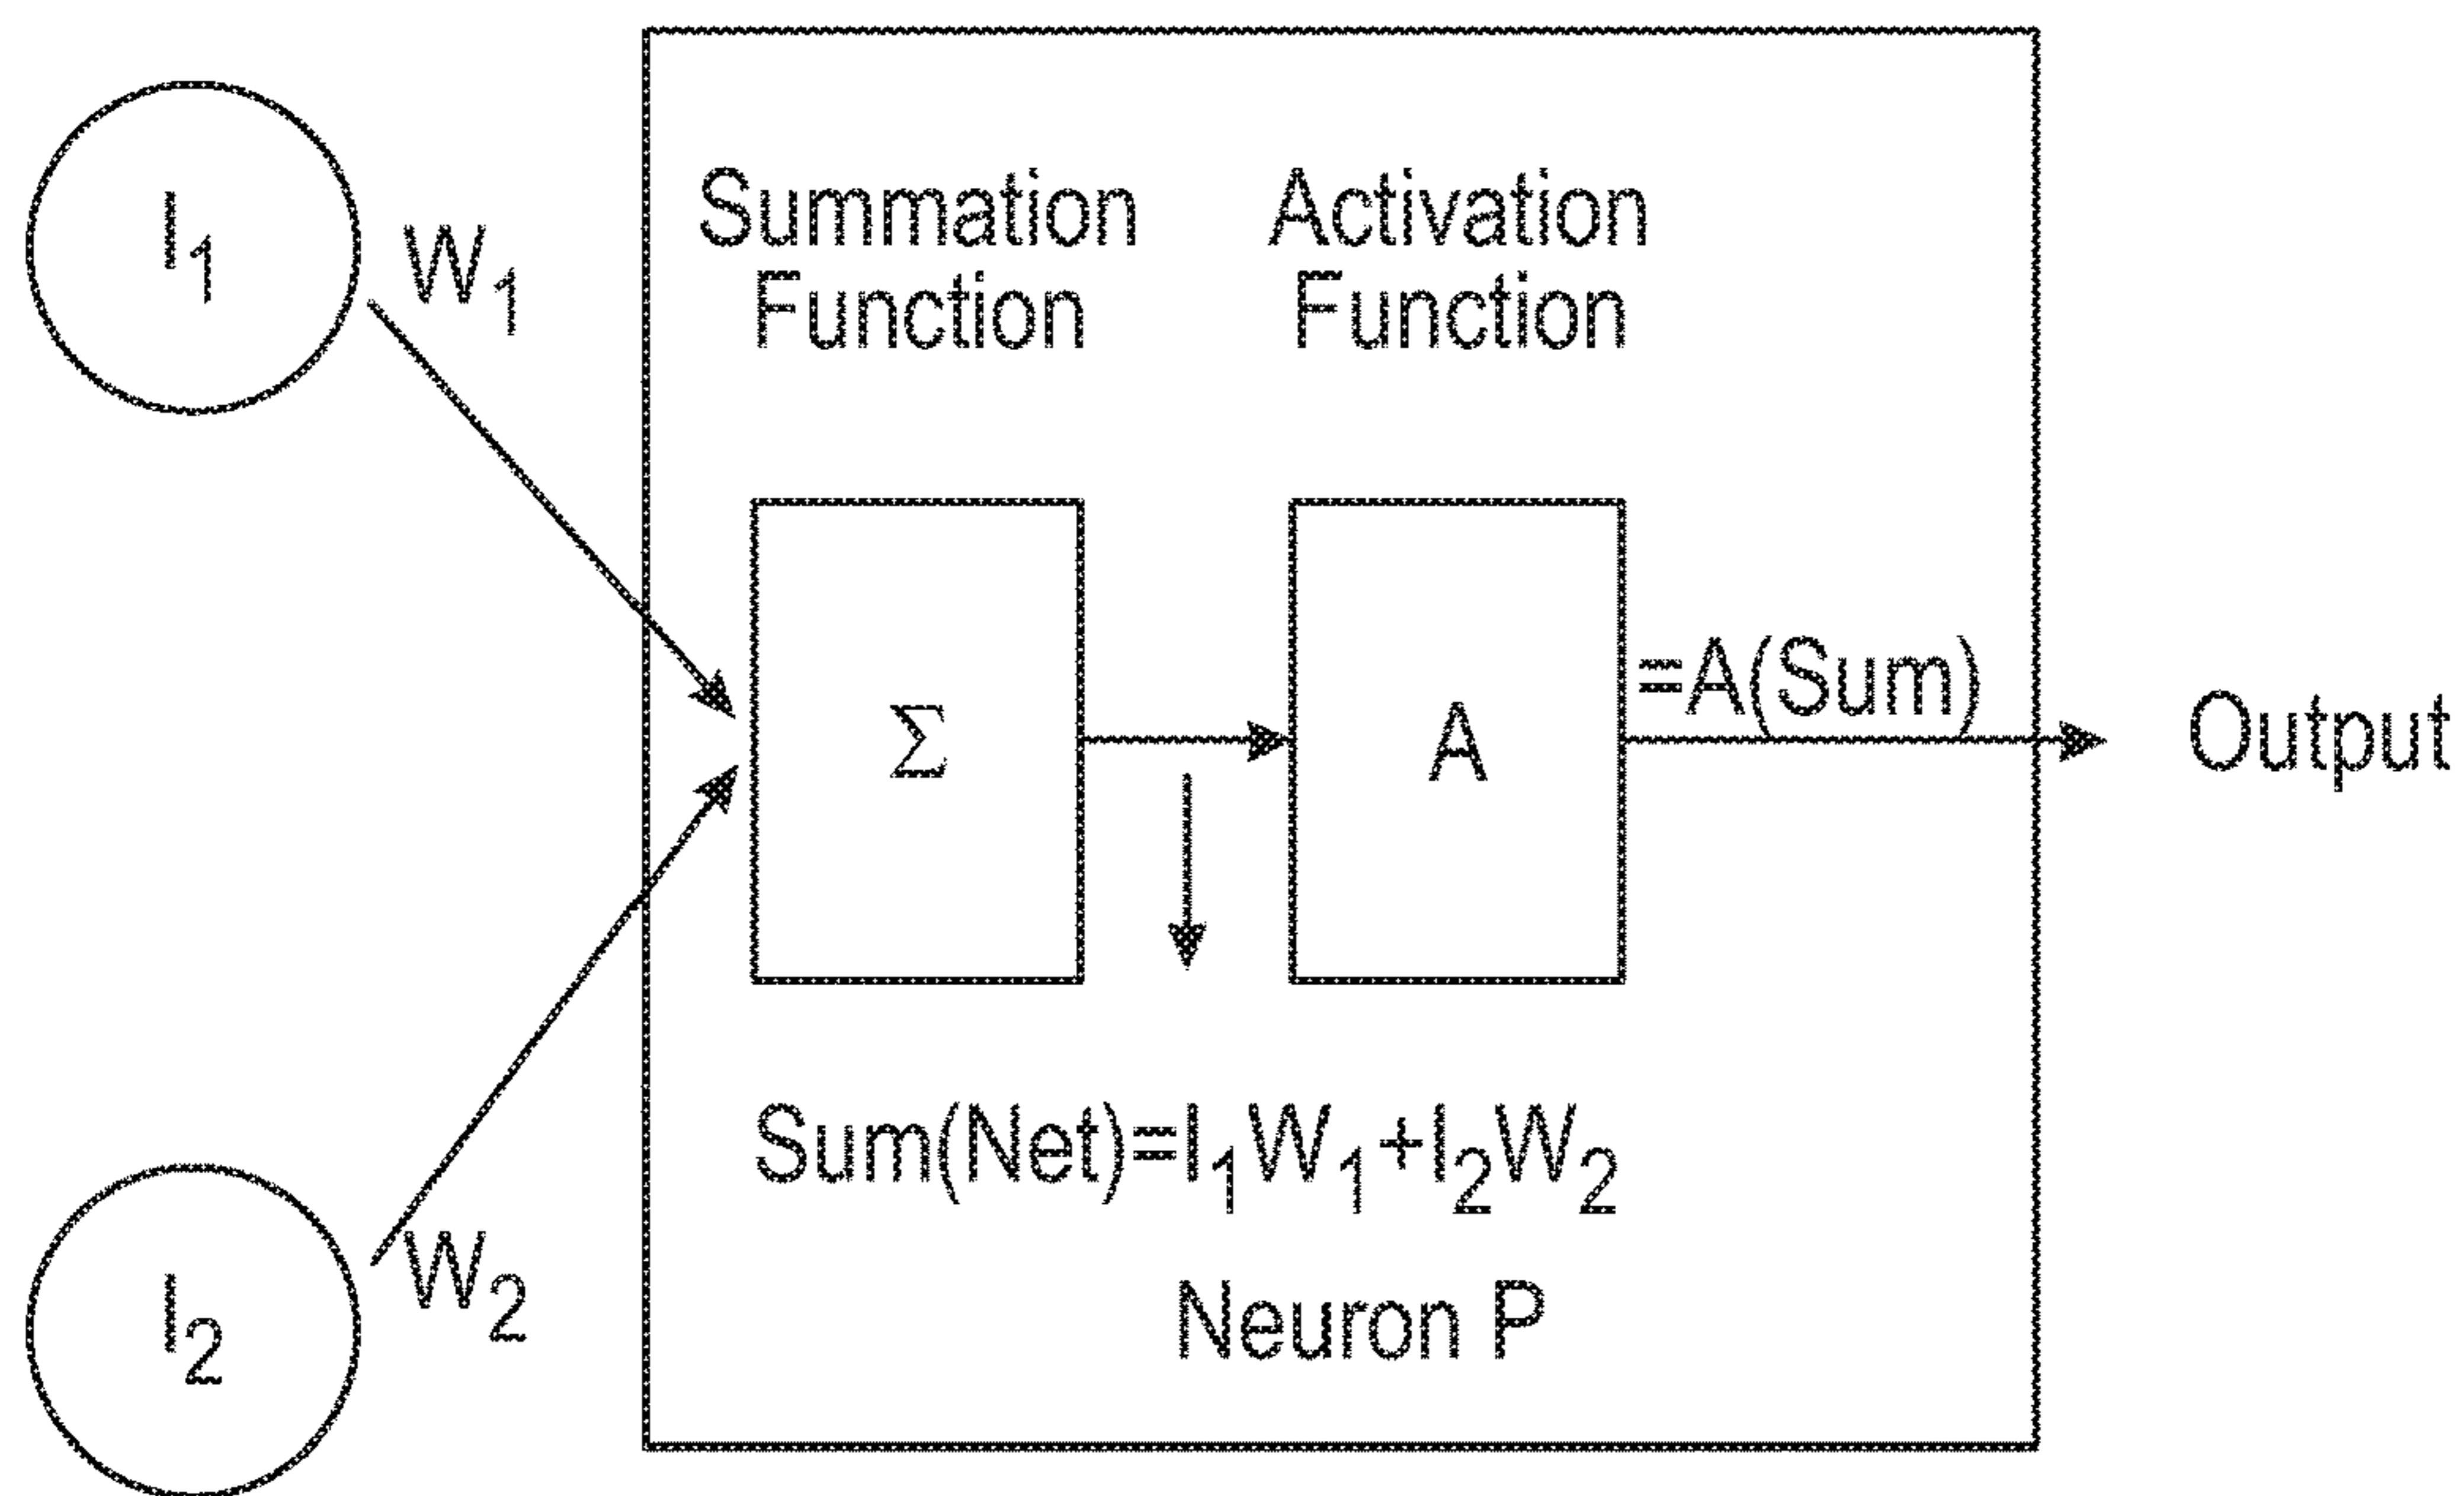 I₁
W₁
Summation
Function
Activation
Function
Σ
A
=A(Sum)
Output
Sum(Net)=I₁W₁+I₂W₂
I₂
W₂
Neuron P